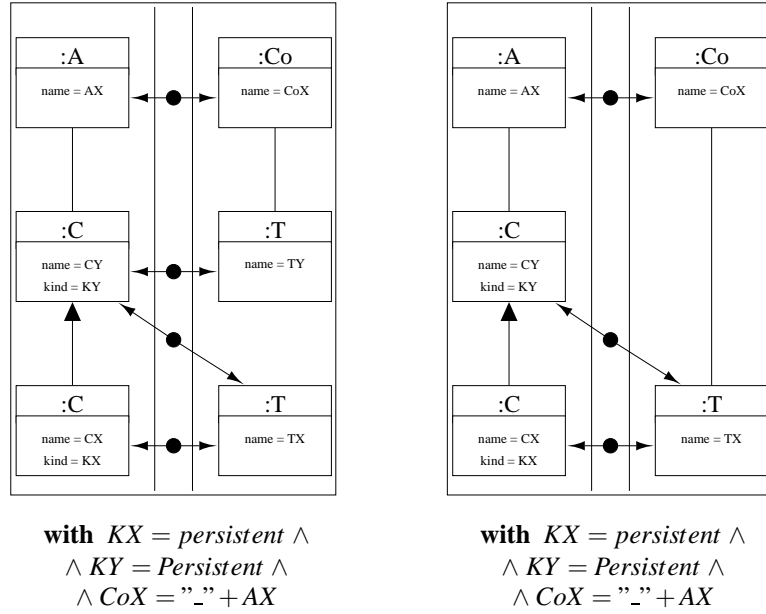 :A
name = AX
:Co
name = CoX
:C
name = CY
kind = KY
:T
name = TY
:C
name = CX
kind = KX
:T
name = TX
with KX = persistent ∧
∧ KY = Persistent ∧
∧ CoX = ”_” + AX
:A
name = AX
:Co
name = CoX
:C
name = CY
kind = KY
:C
name = CX
kind = KX
:T
name = TX
with KX = persistent ∧
∧ KY = Persistent ∧
∧ CoX = ”_” + AX